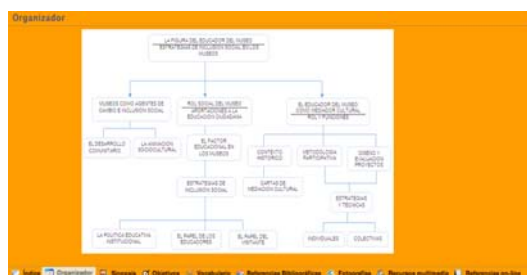 Organizador
LA FIGURA DEL EDUCADOR DEL MUSEO
ESTRATEGIAS DE INCLUSIÓN SOCIAL EN LOS
MUSEOS
MUSEOS COMO AGENTES DE
CAMBIO E INCLUSIÓN SOCIAL
ROL SOCIAL DEL MUSEO
APORTACIONES A LA
EDUCACIÓN CIUDADANA
EL EDUCADOR DEL MUSEO
COMO MEDIADOR CULTURAL
ROL Y FUNCIONES
EL DESARROLLO
COMUNITARIO
LA ANIMACIÓN
SOCIOCULTURAL
EL FACTOR
EDUCACIONAL EN
LOS MUSEOS
CONTEXTO
HISTÓRICO
METODOLOGÍA
PARTICIPATIVA
DISEÑO Y
EVALUACIÓN
PROYECTOS
ESTRATEGIAS DE
INCLUSIÓN SOCIAL
CARTAS DE
MEDIACIÓN CULTURAL
ESTRATEGIAS
Y TÉCNICAS
LA POLÍTICA EDUCATIVA
INSTITUCIONAL
EL PAPEL DE LOS
EDUCADORES
EL PAPEL DEL
VISITANTE
INDIVIDUALES
COLECTIVAS
Índice Organizador Sinopsis Objetivos Vocabulario Referencias Bibliográficas Fotografías Recursos multimedia Referencias on-line